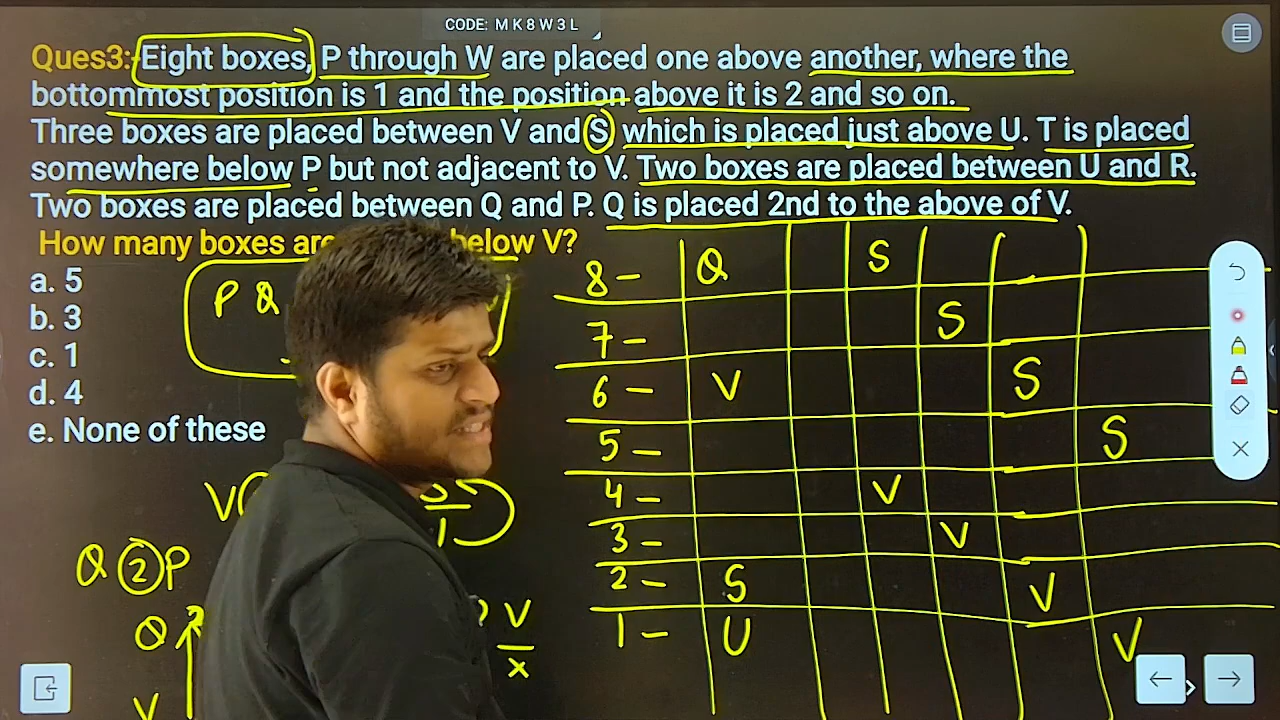 CODE: M K 8 W 3 L
Ques3:- Eight boxes, P through W are placed one above another, where the
bottommost position is 1 and the position above it is 2 and so on.
Three boxes are placed between V and S which is placed just above U. T is placed
somewhere below P but not adjacent to V. Two boxes are placed between U and R.
Two boxes are placed between Q and P. Q is placed 2nd to the above of V.
How many boxes are below V?
a. 5
b. 3
c. 1
d. 4
e. None of these
P Q
V
Q 2 P
Q
V
V
x
8 - Q S
7 - S
6 - V S
5 - S
4 - V
3 - V
2 - S V
1 - U V